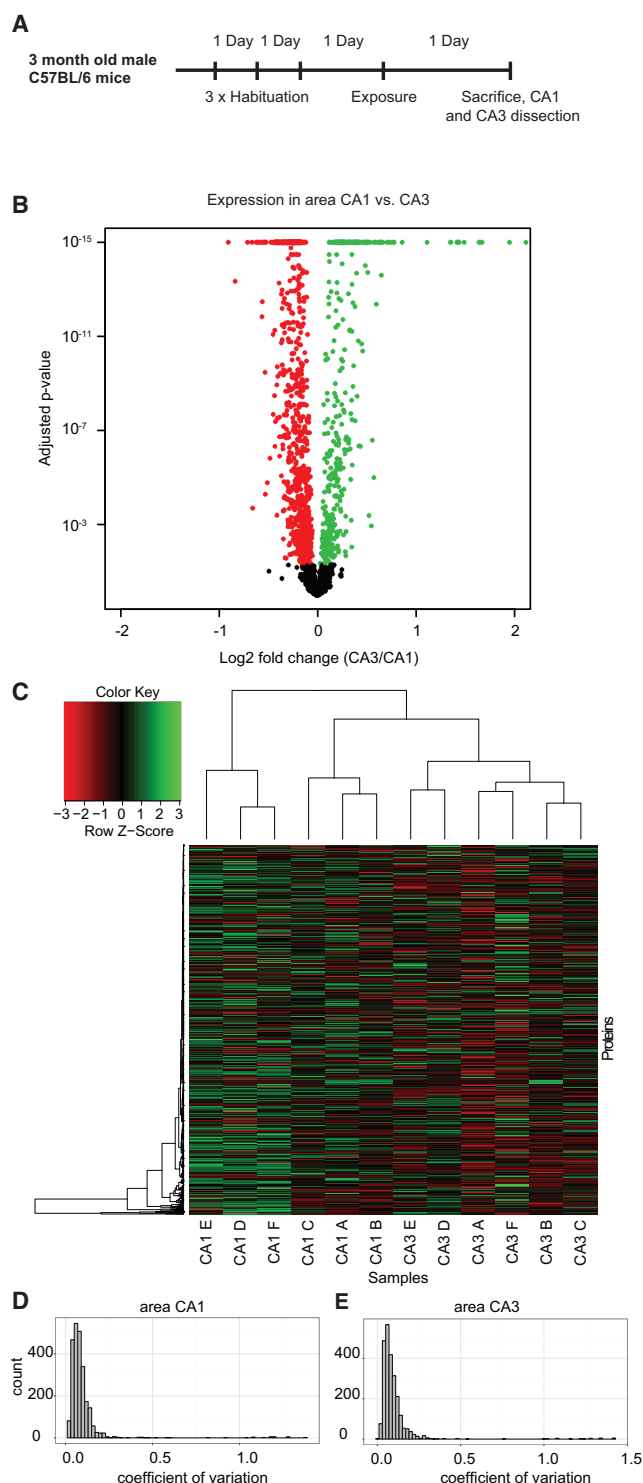 A
1 Day 1 Day 1 Day 1 Day
3 month old male
C57BL/6 mice
3 x Habituation Exposure Sacrifice, CA1
and CA3 dissection
B
Expression in area CA1 vs. CA3
10-15
10-11
10-7
10-3
Adjusted p-value
-2 -1 0 1 2
Log2 fold change (CA3/CA1)
C
Color Key
−3 −2 −1 0 1 2 3
Row Z−Score
Proteins
CA1 E CA1 D CA1 F CA1 C CA1 A CA1 B CA3 E CA3 D CA3 A CA3 F CA3 B CA3 C
Samples
D
area CA1
400
200
0
count
0.0 0.5 1.0
coefficient of variation
E
area CA3
400
200
0
0.0 0.5 1.0 1.5
coefficient of variation